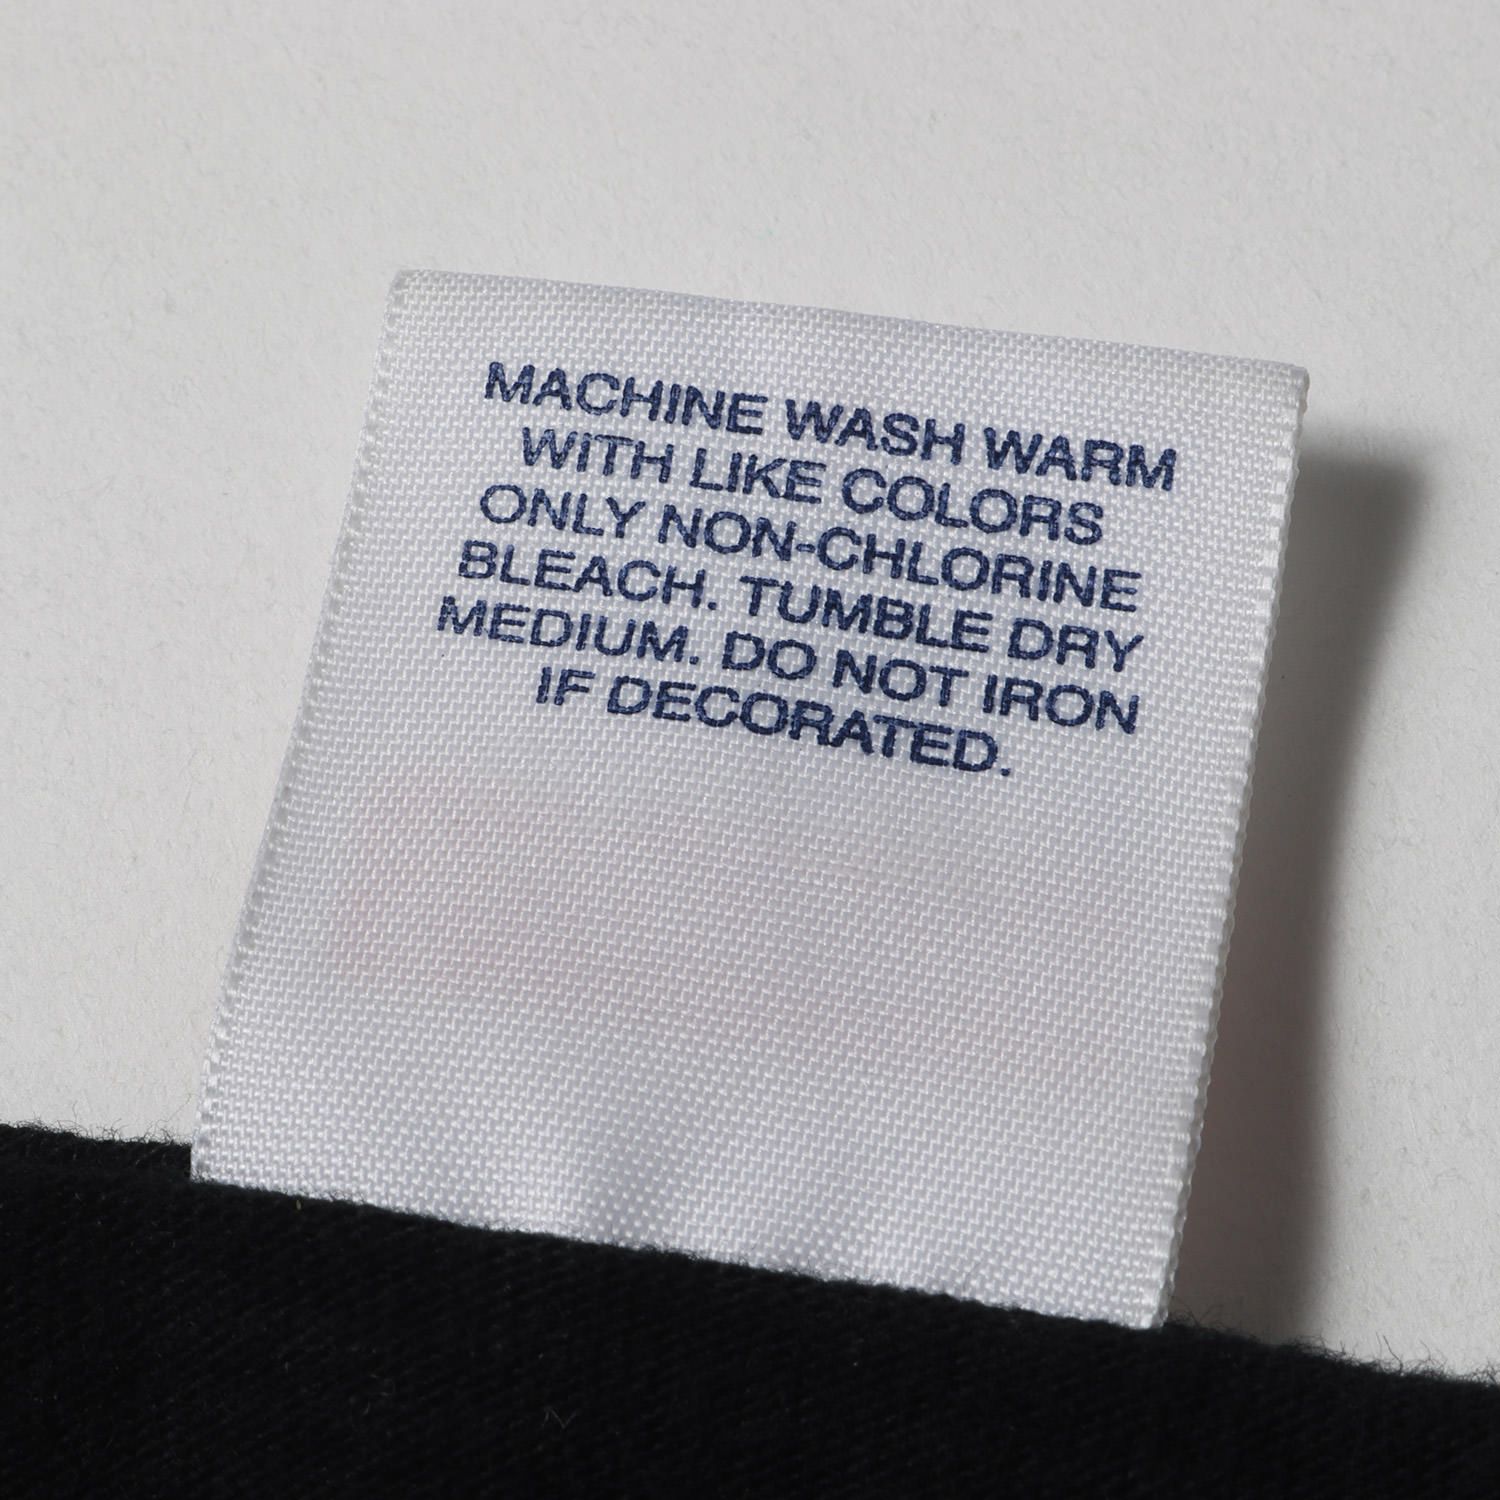 MACHINE WASH WARM
WITH LIKE COLORS
ONLY NON-CHLORINE
BLEACH. TUMBLE DRY
MEDIUM. DO NOT IRON
IF DECORATED.